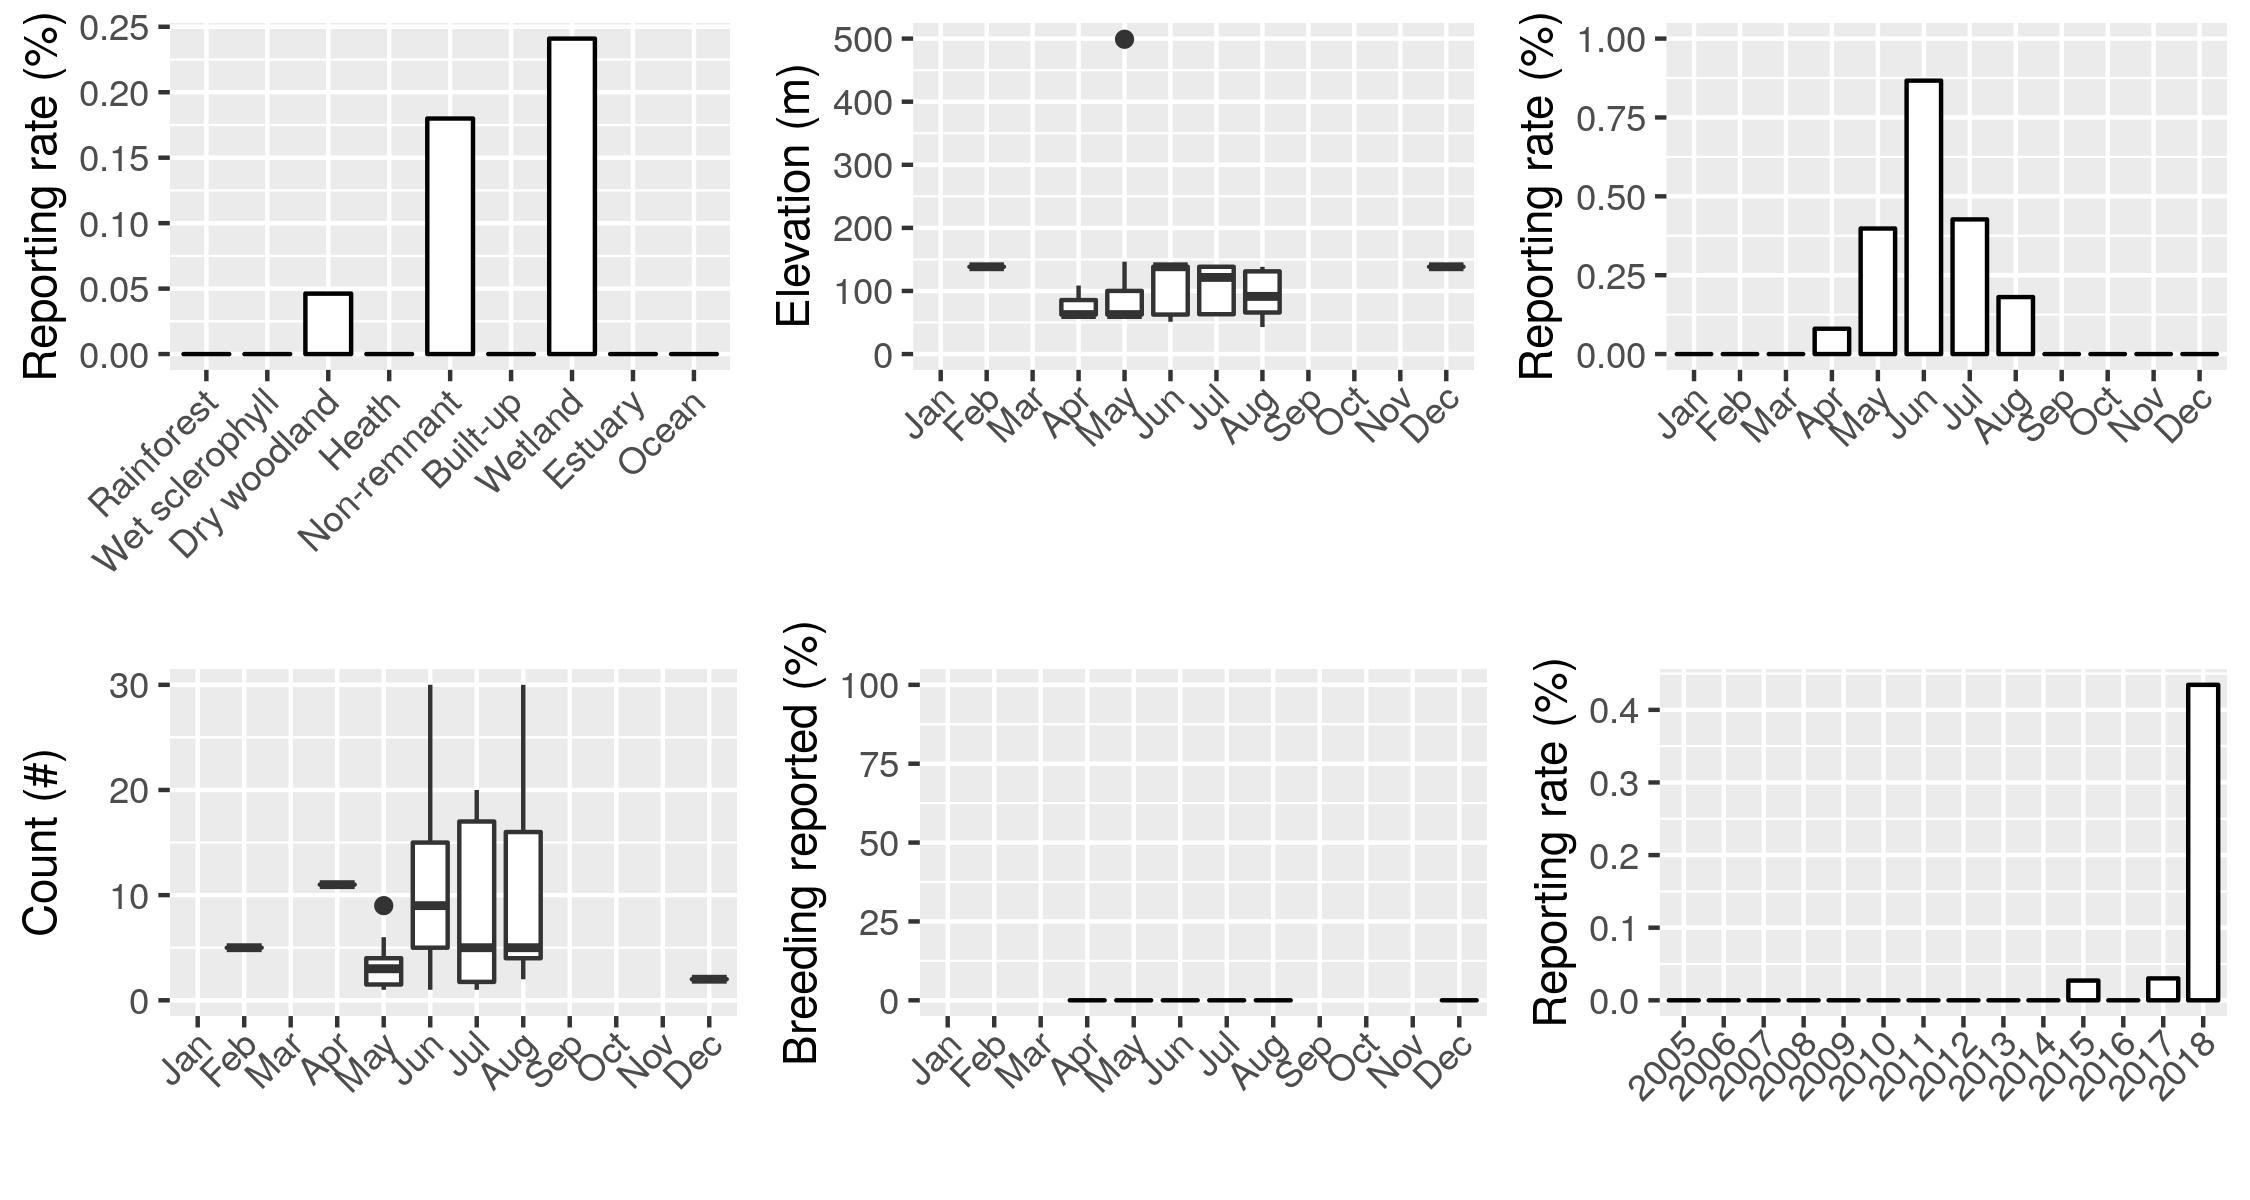 Reporting rate (%)
0.25
0.20
0.15
0.10
0.05
0.00
Rainforest
Wet sclerophyll
Dry woodland
Heath
Non-remnant
Built-up
Wetland
Estuary
Ocean
Elevation (m)
500
400
300
200
100
0
Jan
Feb
Mar
Apr
May
Jun
Jul
Aug
Sep
Oct
Nov
Dec
Reporting rate (%)
1.00
0.75
0.50
0.25
0.00
Jan
Feb
Mar
Apr
May
Jun
Jul
Aug
Sep
Oct
Nov
Dec
Count (#)
30
20
10
0
Jan
Feb
Mar
Apr
May
Jun
Jul
Aug
Sep
Oct
Nov
Dec
Breeding reported (%)
100
75
50
25
0
Jan
Feb
Mar
Apr
May
Jun
Jul
Aug
Sep
Oct
Nov
Dec
Reporting rate (%)
0.4
0.3
0.2
0.1
0.0
2005
2006
2007
2008
2009
2010
2011
2012
2013
2014
2015
2016
2017
2018